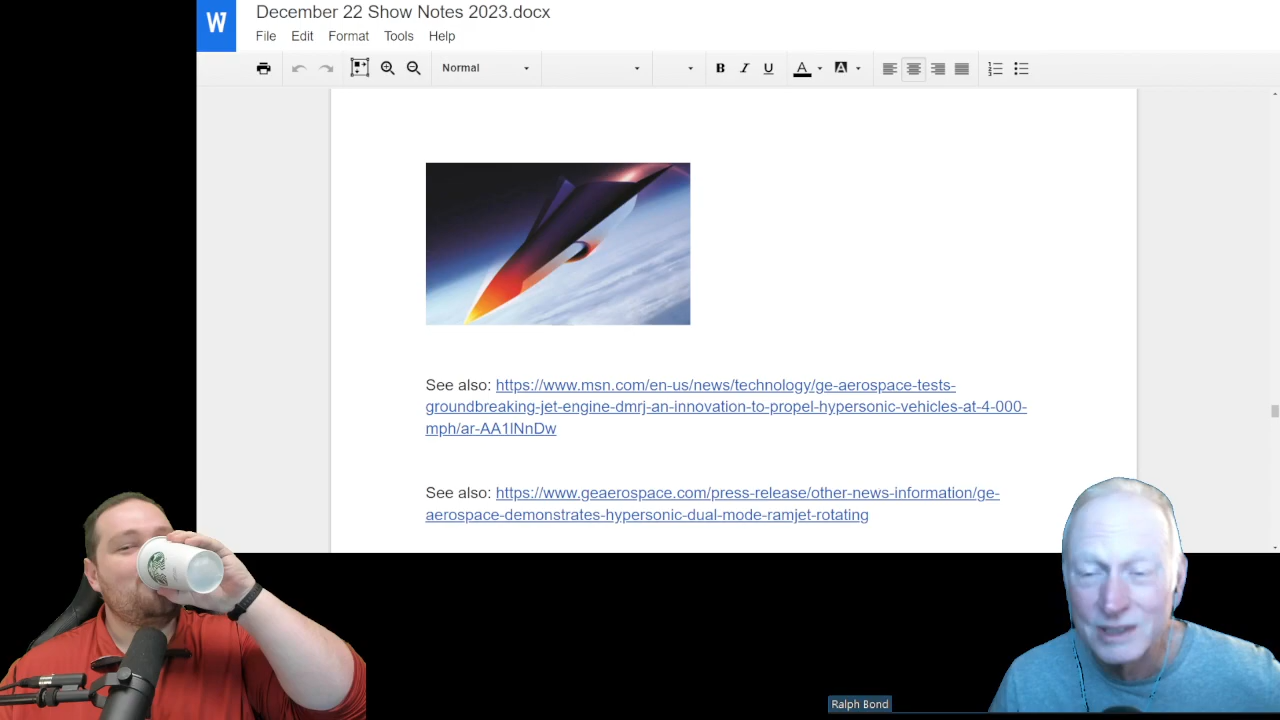 December 22 Show Notes 2023.docx
W
File Edit Format Tools Help
Normal
B I U A A
See also: https://www.msn.com/en-us/news/technology/ge-aerospace-tests-
groundbreaking-jet-engine-dmrj-an-innovation-to-propel-hypersonic-vehicles-at-4-000-
mph/ar-AA1lNnDw
See also: https://www.geaerospace.com/press-release/other-news-information/ge-
aerospace-demonstrates-hypersonic-dual-mode-ramjet-rotating
Ralph Bond